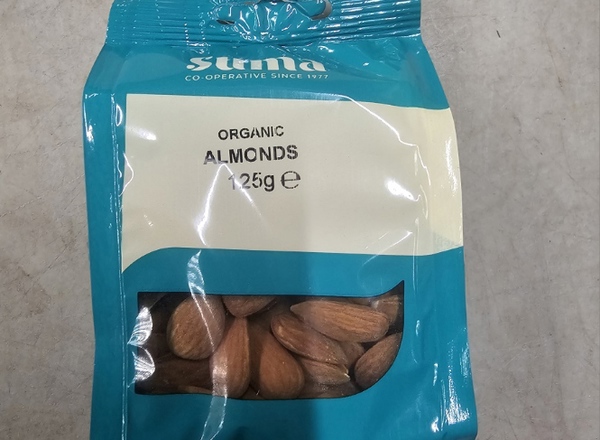 suma
CO-OPERATIVE SINCE 1977
ORGANIC
ALMONDS
125g ℮